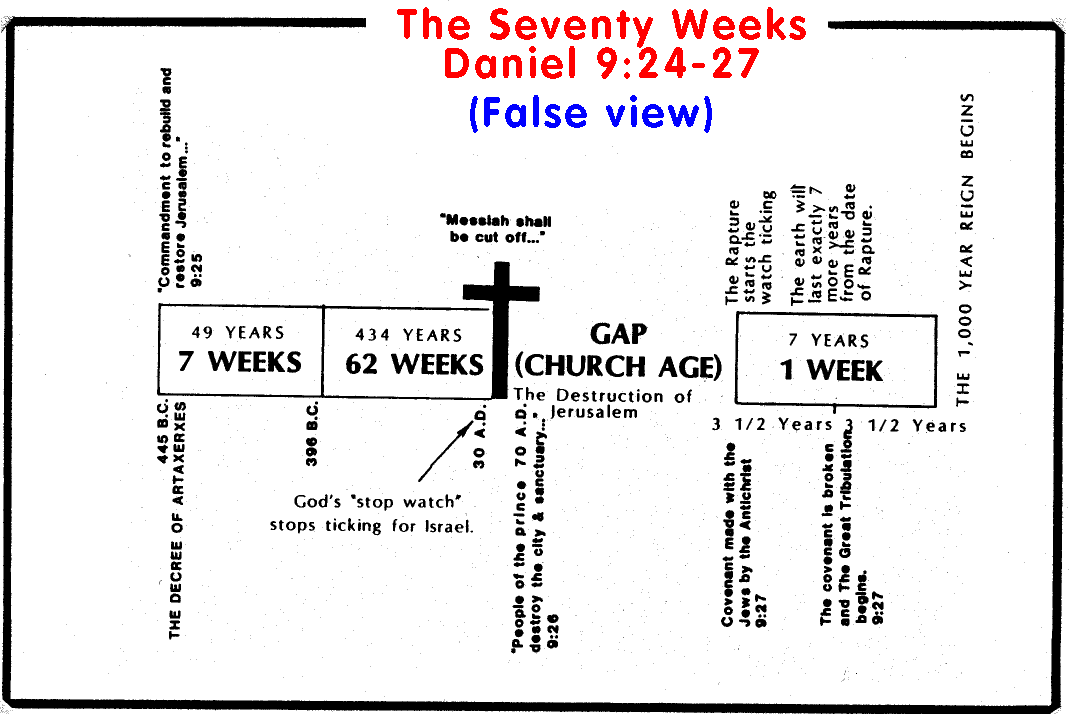 The Seventy Weeks
Daniel 9:24-27
(False view)
"Commandment to rebuild and
restore Jerusalem..."
9:25
"Messiah shall
be cut off..."
The Rapture
starts the
watch ticking
The earth will
last exactly 7
more years
from the date
of Rapture.
THE 1,000 YEAR REIGN BEGINS
49 YEARS
7 WEEKS
434 YEARS
62 WEEKS
GAP
(CHURCH AGE)
The Destruction of
Jerusalem
7 YEARS
1 WEEK
3 1/2 Years
3 1/2 Years
445 B.C.
THE DECREE OF ARTAXERXES
396 B.C.
30 A.D.
God's "stop watch"
stops ticking for Israel.
"People of the prince 70 A.D.
destroy the city & sanctuary..."
9:26
Covenant made with the
Jews by the Antichrist
9:27
The covenant is broken
and The Great Tribulation
begins.
9:27